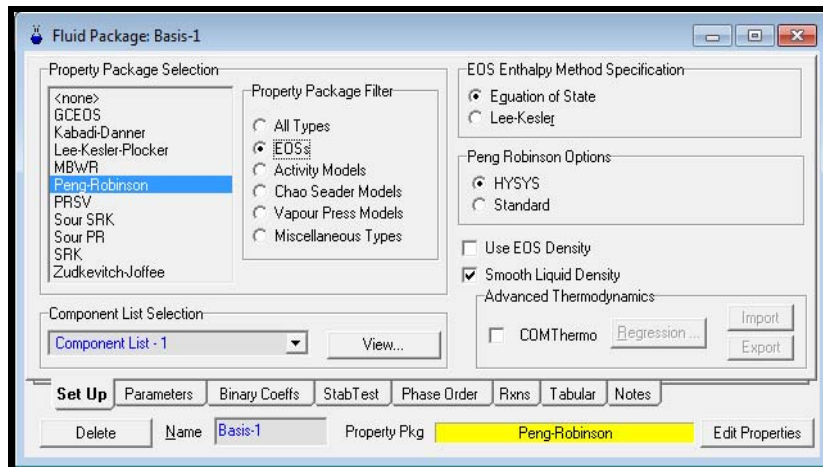 Fluid Package: Basis-1
Property Package Selection
<none>
GCEOS
Kabadi-Danner
Lee-Kesler-Plocker
MBWR
Peng-Robinson
PRSV
Sour SRK
Sour PR
SRK
Zudkevitch-Joffee
Property Package Filter
All Types
EOSs
Activity Models
Chao Seader Models
Vapour Press Models
Miscellaneous Types
Component List Selection
Component List - 1
View...
EOS Enthalpy Method Specification
Equation of State
Lee-Kesler
Peng Robinson Options
HYSYS
Standard
Use EOS Density
Smooth Liquid Density
Advanced Thermodynamics
COMThermo
Regression ...
Import
Export
Set Up Parameters Binary Coeffs StabTest Phase Order Rxns Tabular Notes
Delete Name Basis-1 Property Pkg Peng-Robinson Edit Properties